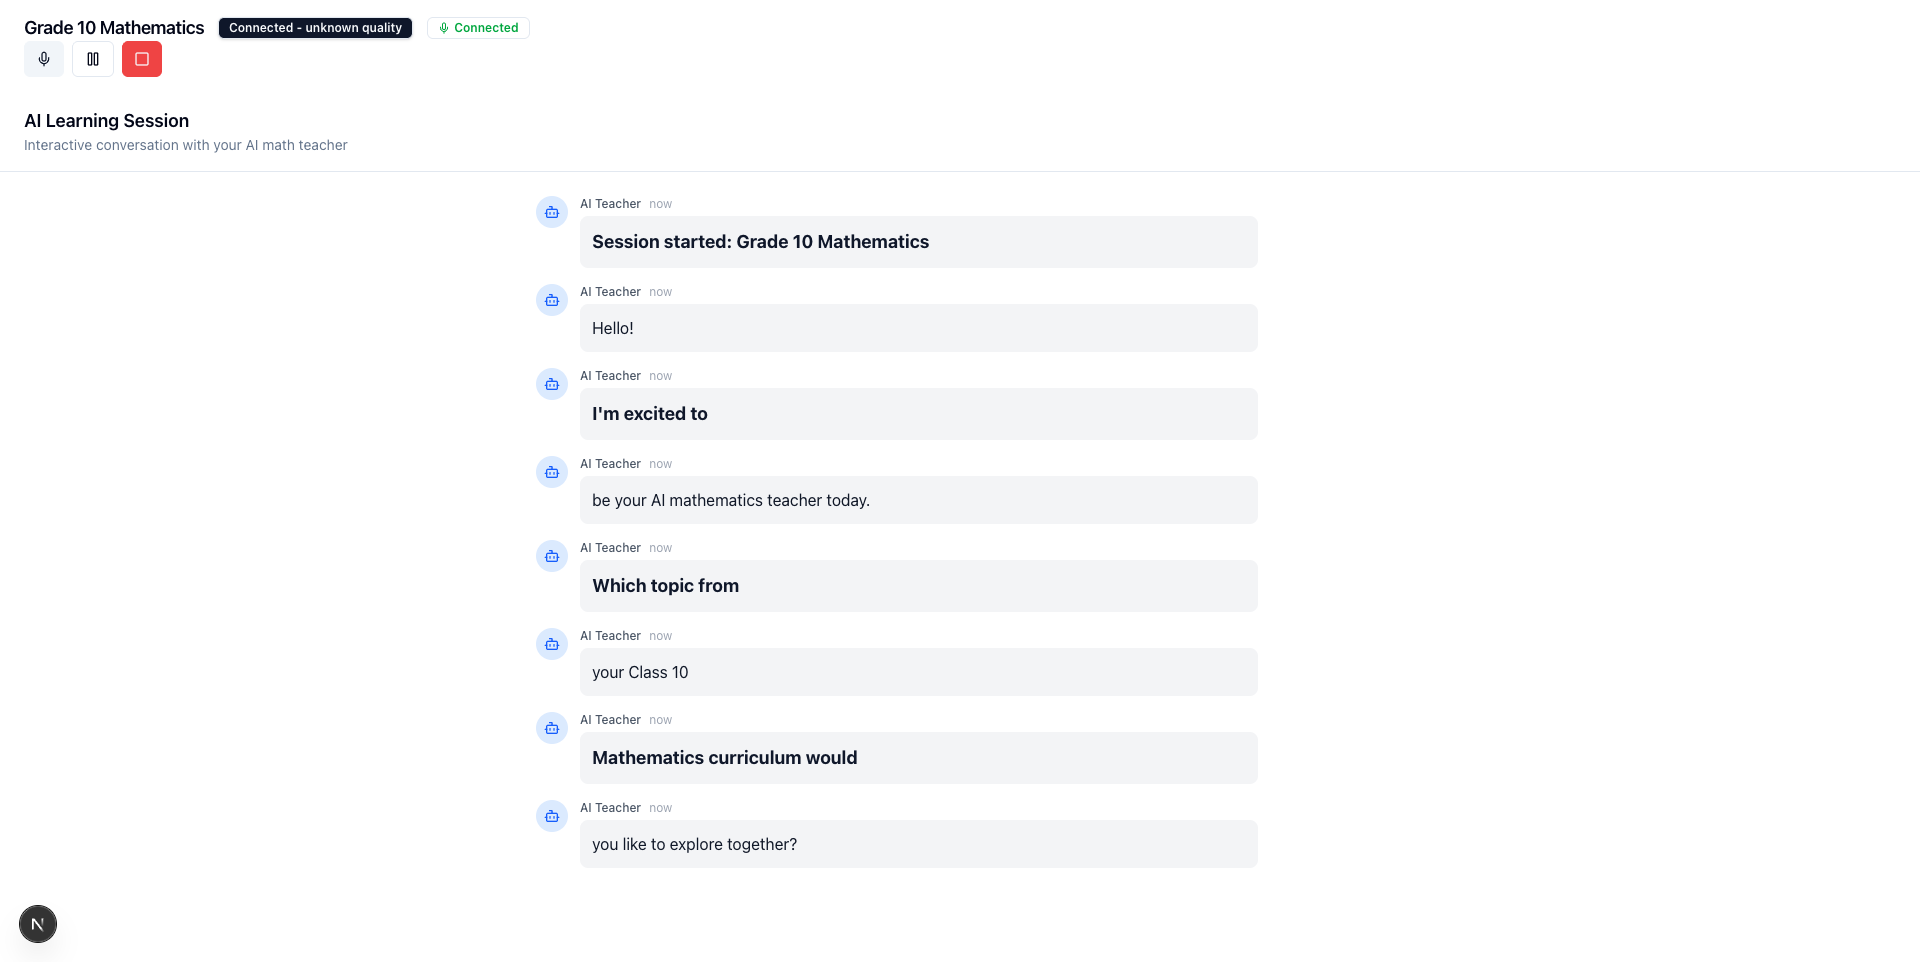 Grade 10 Mathematics Connected - unknown quality Connected
AI Learning Session
Interactive conversation with your AI math teacher
AI Teacher now
Session started: Grade 10 Mathematics
AI Teacher now
Hello!
AI Teacher now
I'm excited to
AI Teacher now
be your AI mathematics teacher today.
AI Teacher now
Which topic from
AI Teacher now
your Class 10
AI Teacher now
Mathematics curriculum would
AI Teacher now
you like to explore together?
N